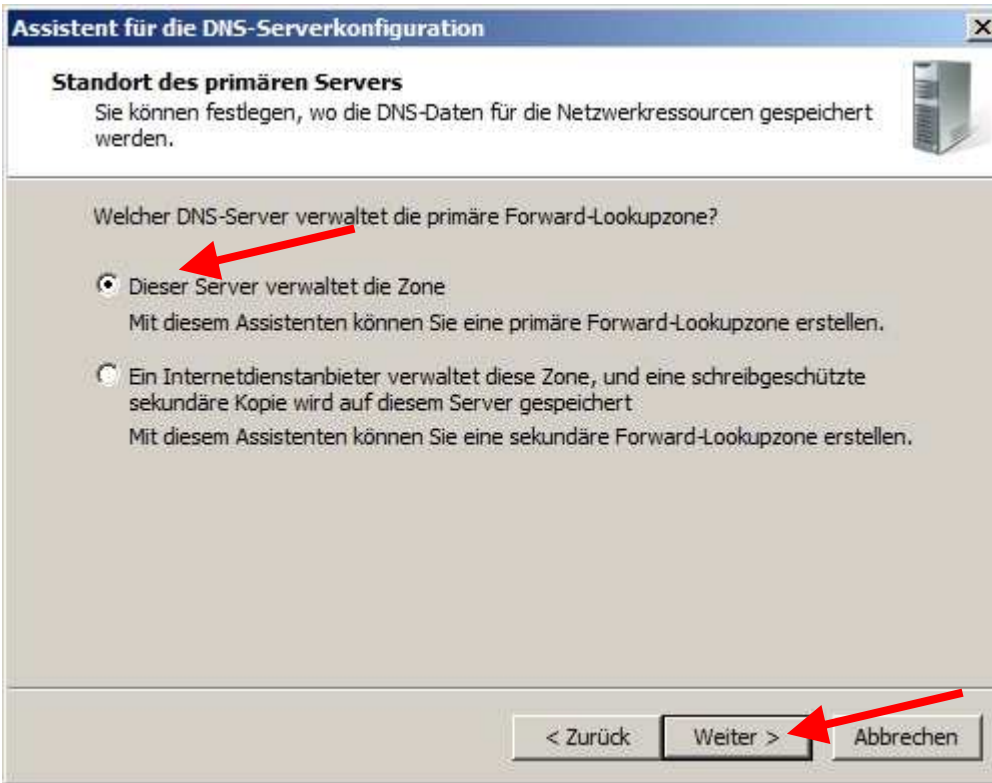 Assistent für die DNS-Serverkonfiguration
Standort des primären Servers
Sie können festlegen, wo die DNS-Daten für die Netzwerkressourcen gespeichert
werden.
Welcher DNS-Server verwaltet die primäre Forward-Lookupzone?
Dieser Server verwaltet die Zone
Mit diesem Assistenten können Sie eine primäre Forward-Lookupzone erstellen.
Ein Internetdienstanbieter verwaltet diese Zone, und eine schreibgeschützte
sekundäre Kopie wird auf diesem Server gespeichert
Mit diesem Assistenten können Sie eine sekundäre Forward-Lookupzone erstellen.
< Zurück Weiter > Abbrechen